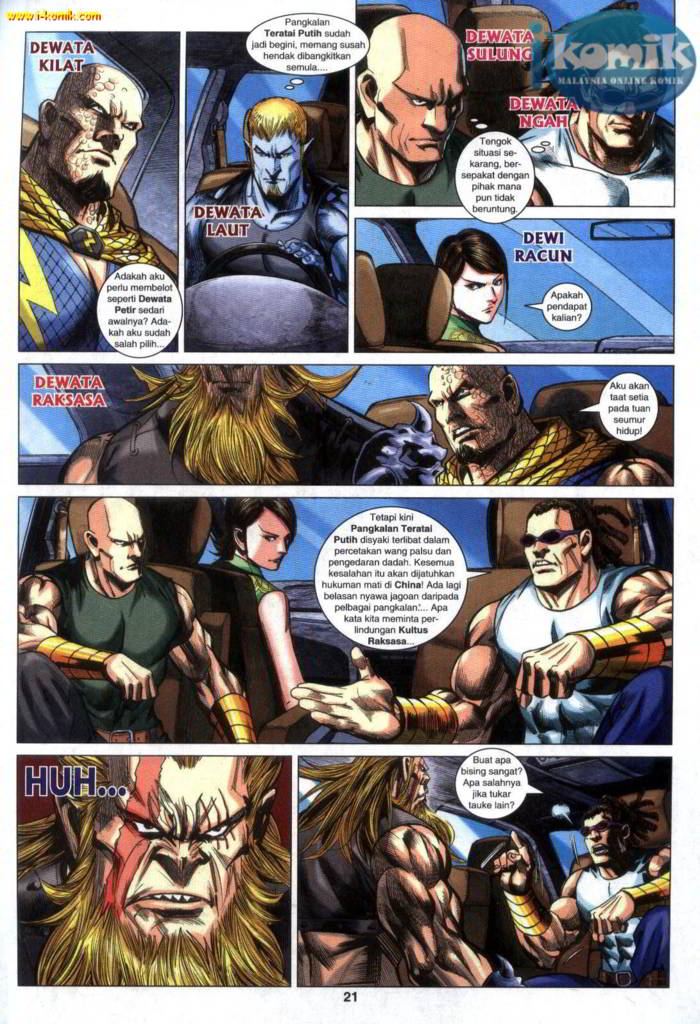 www.i-komik.com
DEWATA
KILAT
Adakah aku
perlu membelot
seperti Dewata
Petir sedari
awalnya? Ada-
kah aku sudah
salah pilih...
Pangkalan
Teratai Putih sudah
jadi begini, memang susah
hendak dibangkitkan
semula....
DEWATA
LAUT
DEWATA
SULUNG
DEWATA
NGAH
ikomik
MALAYSIA ONLINE KOMIK
Tengok
situasi se-
karang, ber-
sepakat dengan
pihak mana
pun tidak
beruntung.
DEWI
RACUN
Apakah
pendapat
kalian?
DEWATA
RAKSASA
Aku akan
taat setia
pada tuan
seumur
hidup!
Tetapi kini
Pangkalan Teratai
Putih disyaki terlibat dalam
percetakan wang palsu dan
pengedaran dadah. Kesemua
kesalahan itu akan dijatuhkan
hukuman mati di China! Ada lagi
belasan nyawa jagoan daripada
pelbagai pangkalan.... Apa
kata kita meminta per-
lindungan Kultus
Raksasa...
HUH...
Buat apa
bising sangat?
Apa salahnya
jika tukar
tauke lain?
21